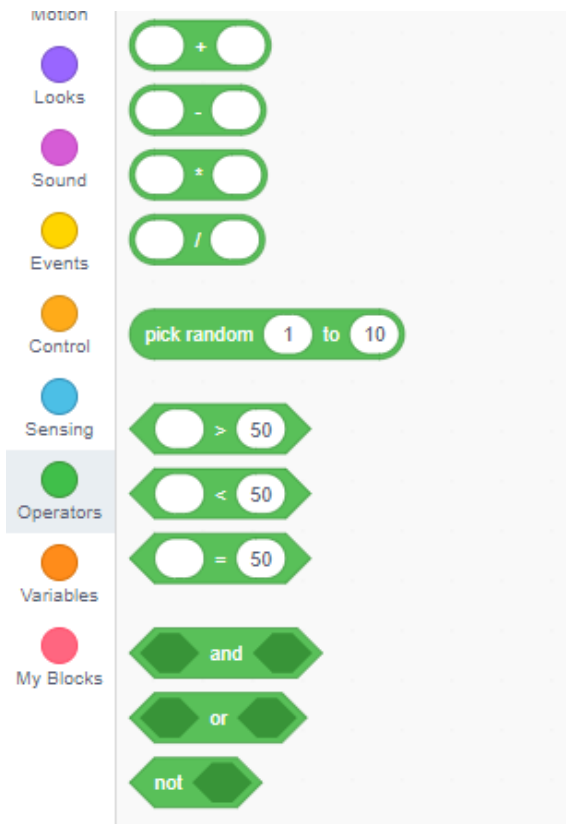 Motion
Looks
Sound
Events
Control
Sensing
Operators
Variables
My Blocks
+
-
*
/
pick random 1 to 10
> 50
< 50
= 50
and
or
not